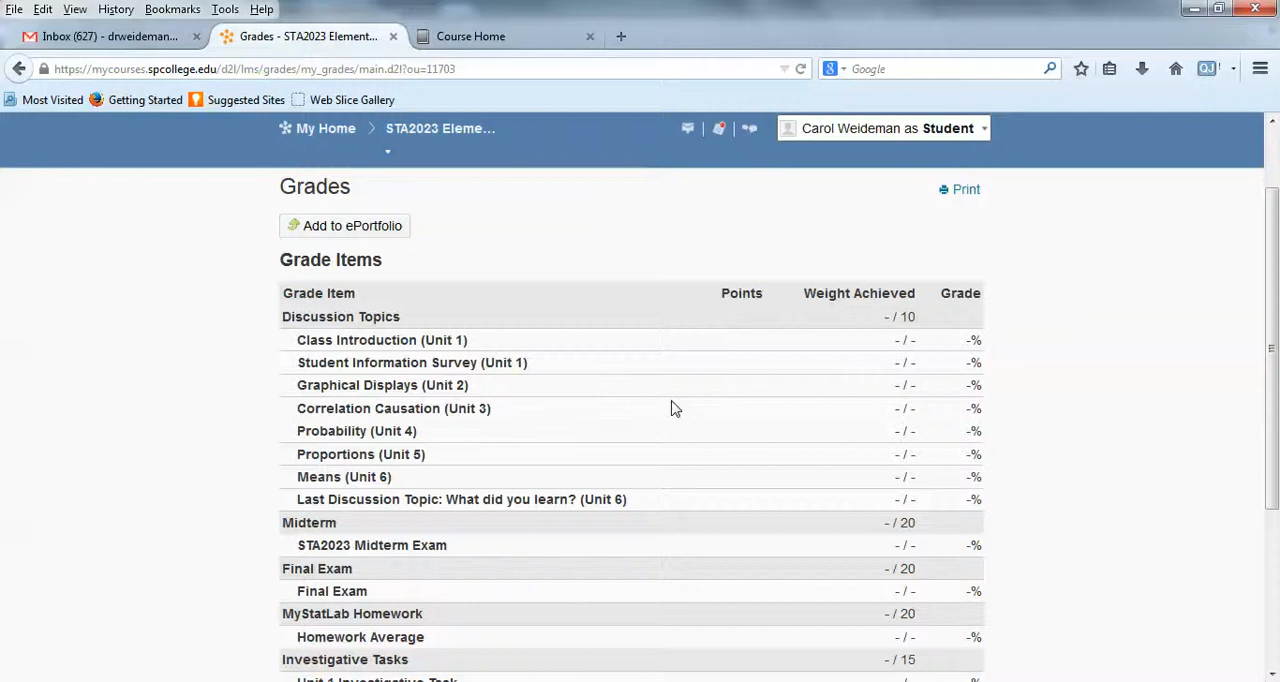 File Edit View History Bookmarks Tools Help
Inbox (627) - drweideman... × Grades - STA2023 Element... × Course Home × +
https://mycourses.spcollege.edu/d2l/lms/grades/my_grades/main.d2l?ou=11703 Google
Most Visited Getting Started Suggested Sites Web Slice Gallery
My Home STA2023 Eleme... Carol Weideman as Student
Grades Print
Add to ePortfolio
Grade Items
Grade Item Points Weight Achieved Grade
Discussion Topics - / 10
Class Introduction (Unit 1) - / - -%
Student Information Survey (Unit 1) - / - -%
Graphical Displays (Unit 2) - / - -%
Correlation Causation (Unit 3) - / - -%
Probability (Unit 4) - / - -%
Proportions (Unit 5) - / - -%
Means (Unit 6) - / - -%
Last Discussion Topic: What did you learn? (Unit 6) - / - -%
Midterm - / 20
STA2023 Midterm Exam - / - -%
Final Exam - / 20
Final Exam - / - -%
MyStatLab Homework - / 20
Homework Average - / - -%
Investigative Tasks - / 15
Unit 1 Investigative Task